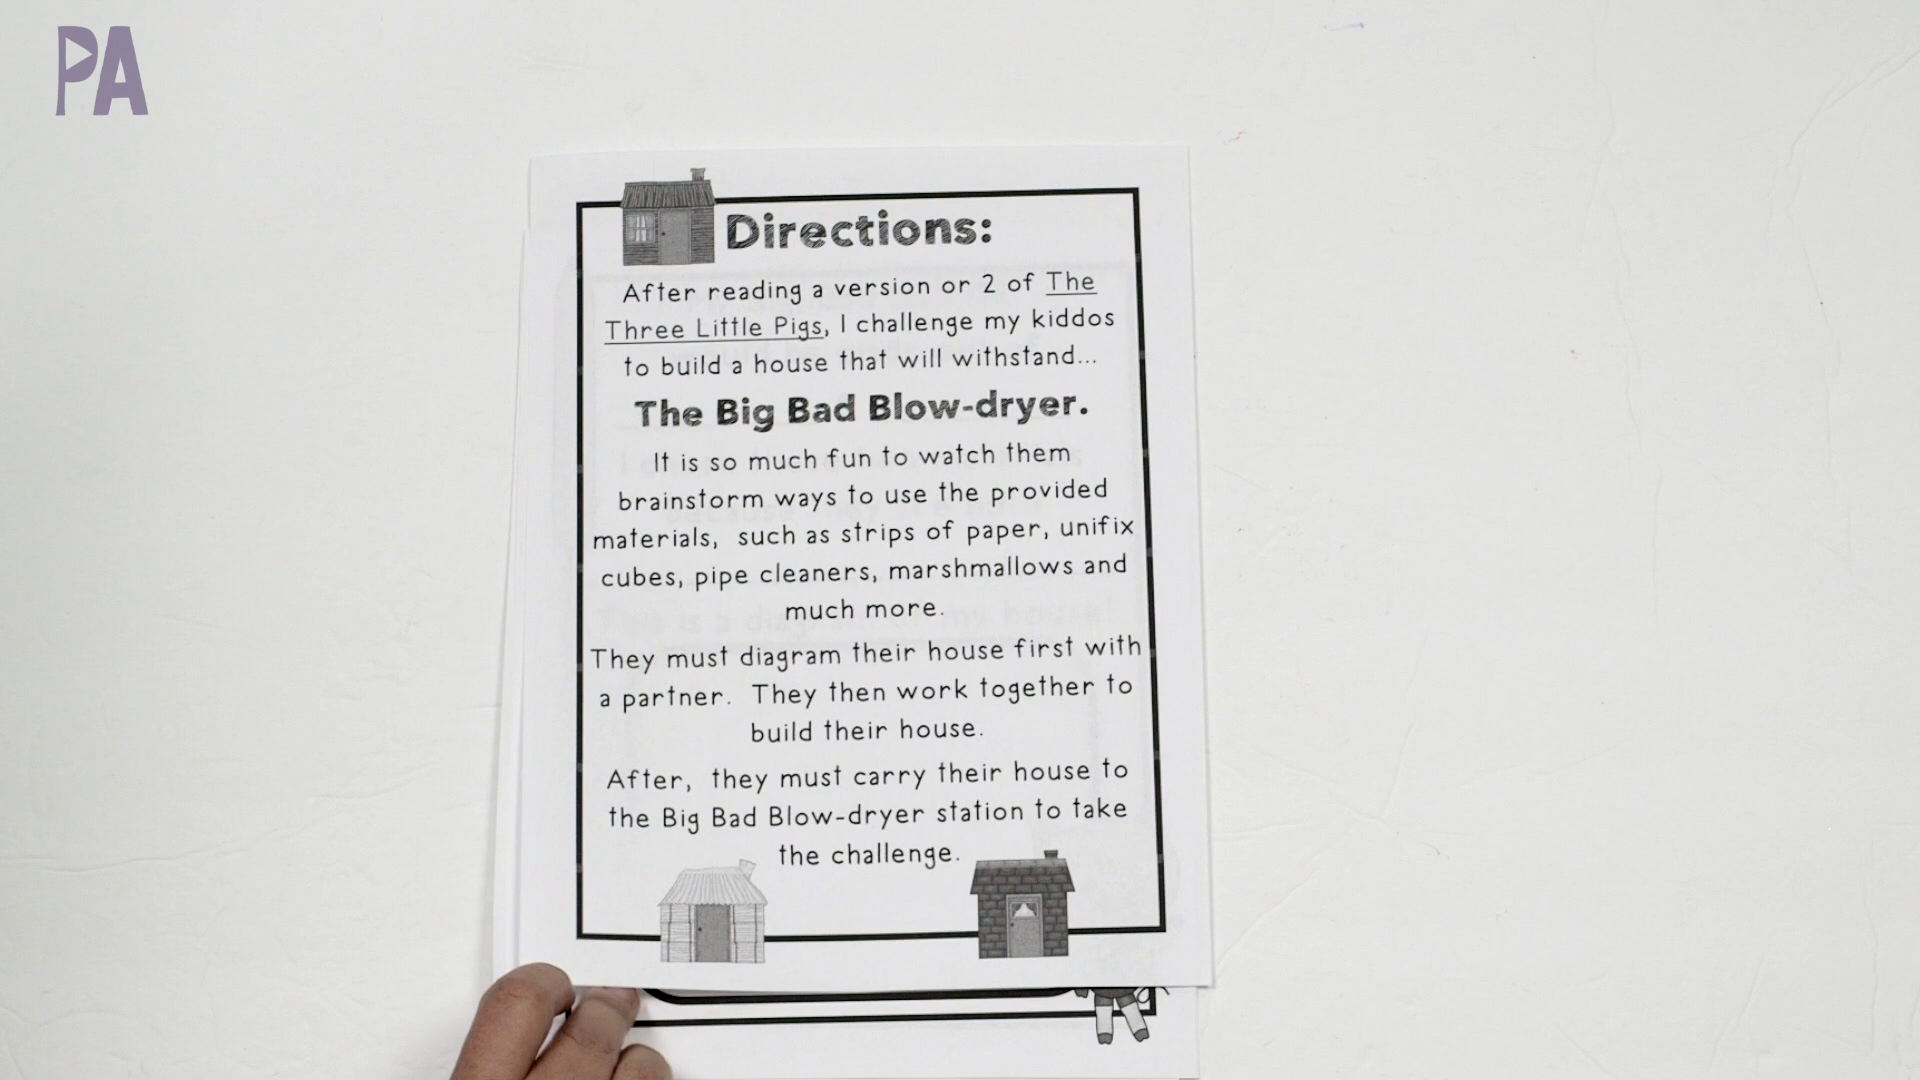 PA
Directions:
After reading a version or 2 of The
Three Little Pigs, I challenge my kiddos
to build a house that will withstand...
The Big Bad Blow-dryer.
It is so much fun to watch them
brainstorm ways to use the provided
materials, such as strips of paper, unifix
cubes, pipe cleaners, marshmallows and
much more.
They must diagram their house first with
a partner. They then work together to
build their house.
After, they must carry their house to
the Big Bad Blow-dryer station to take
the challenge.